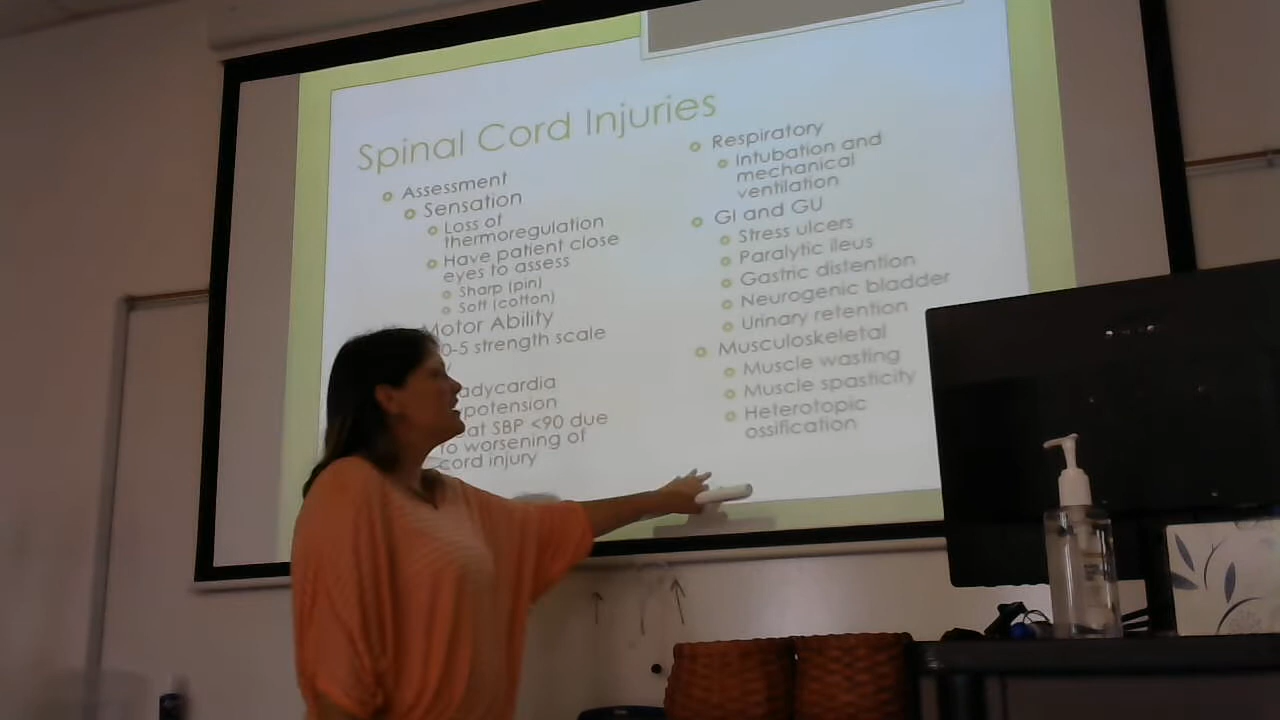 Spinal Cord Injuries
Assessment
Sensation
Loss of
thermoregulation
Have patient close
eyes to assess
Sharp (pin)
Soft (cotton)
Motor Ability
0-5 strength scale
adycardia
potension
eat SBP <90 due
to worsening of
cord injury
Respiratory
Intubation and
mechanical
ventilation
GI and GU
Stress ulcers
Paralytic ileus
Gastric distention
Neurogenic bladder
Urinary retention
Musculoskeletal
Muscle wasting
Muscle spasticity
Heterotopic
ossification